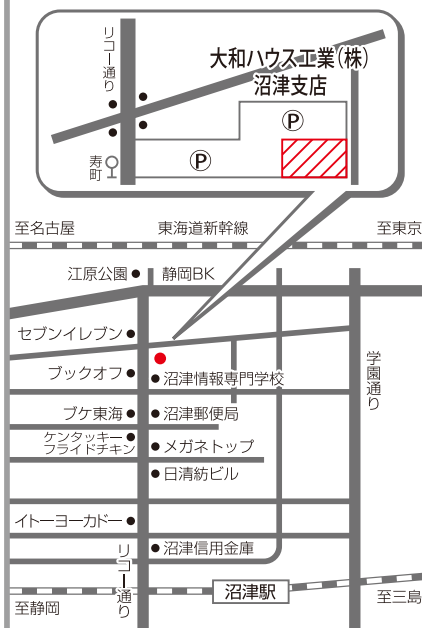 リコー通り
大和ハウス工業(株)
沼津支店
Ⓟ
Ⓟ
寿町
至名古屋
東海道新幹線
至東京
江原公園
静岡BK
セブンイレブン
学園通り
ブックオフ
沼津情報専門学校
ブケ東海
沼津郵便局
ケンタッキー
フライドチキン
メガネトップ
日清紡ビル
イトーヨーカドー
リコー通り
沼津信用金庫
沼津駅
至静岡
至三島